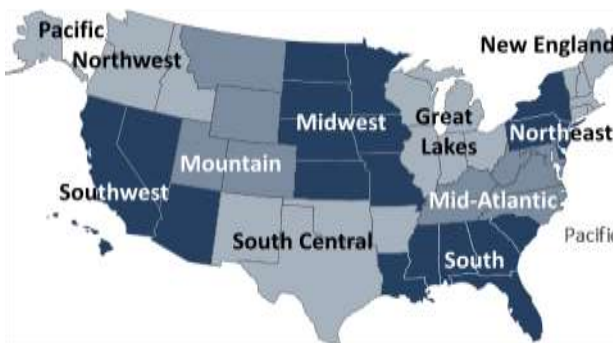 Pacific
Northwest
New England
Great
Lakes
Midwest
Northeast
Mountain
Southwest
Mid-Atlantic
South Central
Pacific
South